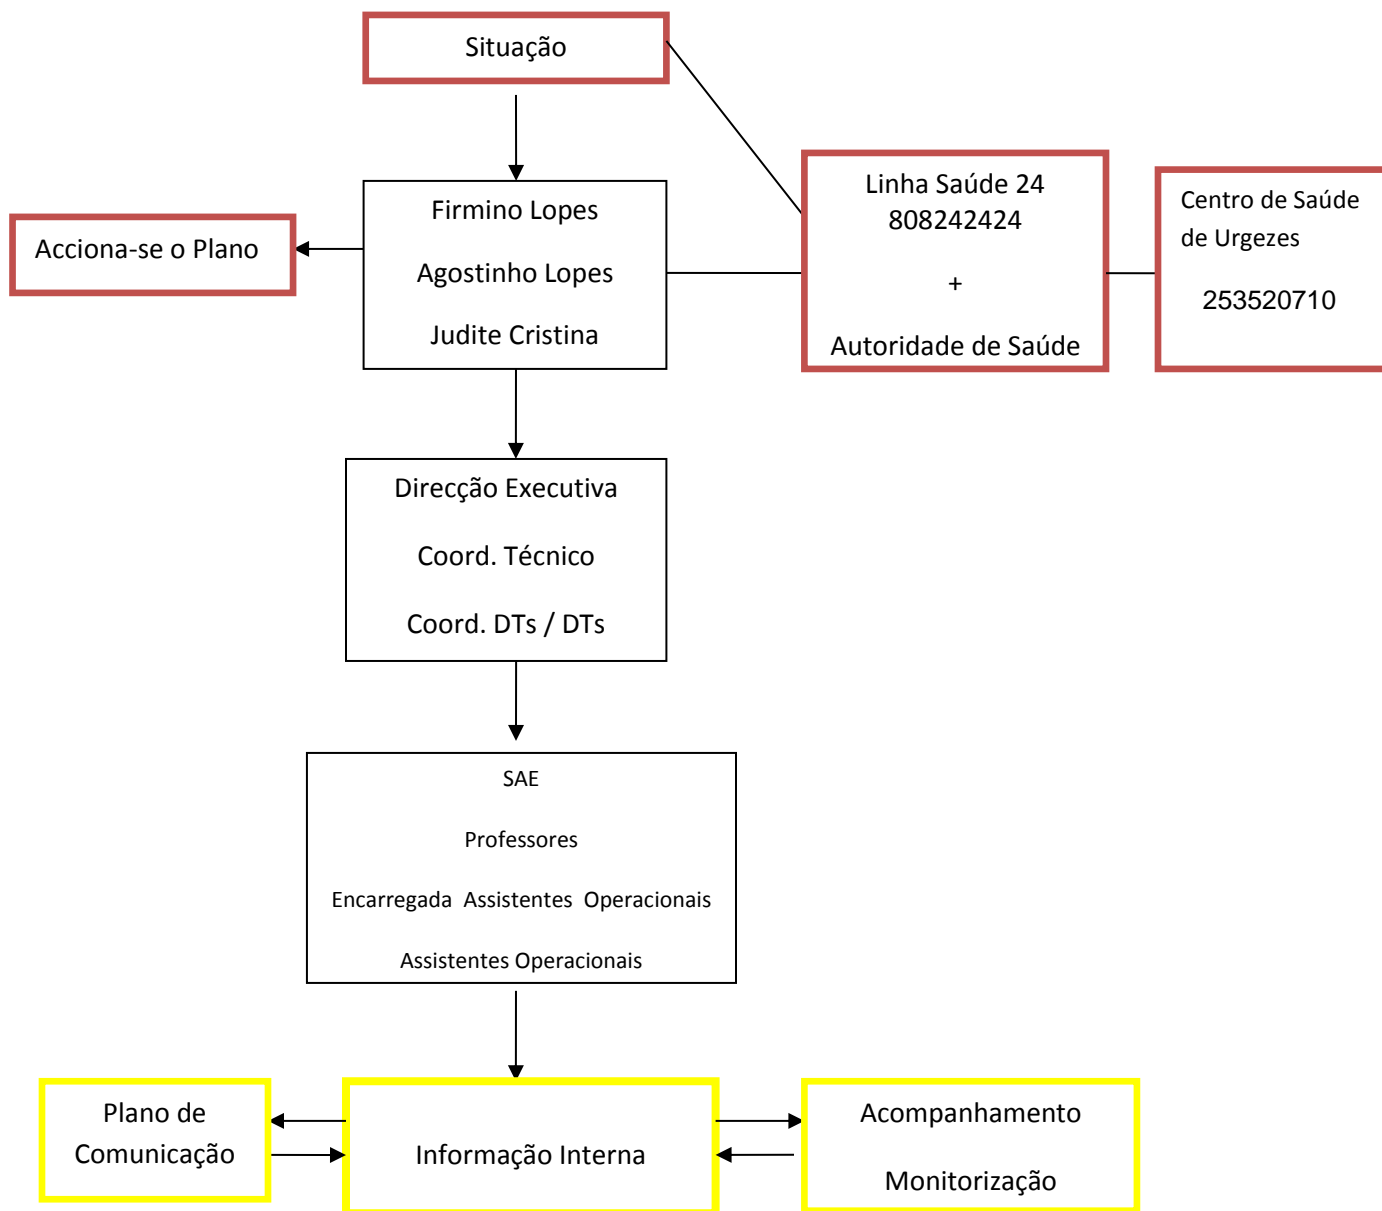 Situação
Linha Saúde 24
808242424
+
Autoridade de Saúde
Centro de Saúde
de Urgezes
253520710
Firmino Lopes
Agostinho Lopes
Judite Cristina
Acciona-se o Plano
Direcção Executiva
Coord. Técnico
Coord. DTs / DTs
SAE
Professores
Encarregada Assistentes Operacionais
Assistentes Operacionais
Plano de
Comunicação
Informação Interna
Acompanhamento
Monitorização